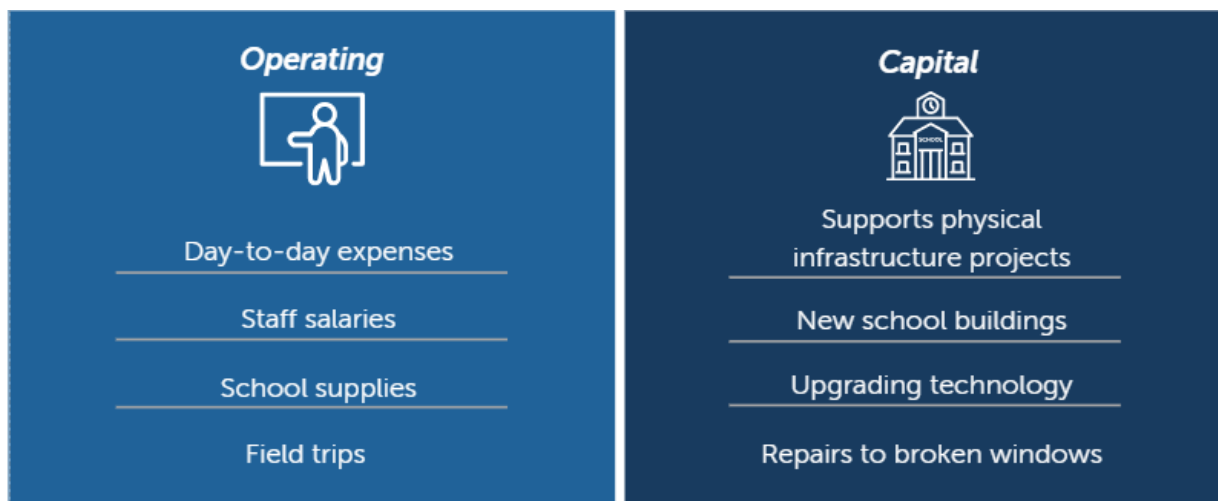 Operating
Day-to-day expenses
Staff salaries
School supplies
Field trips
Capital
SCHOOL
Supports physical
infrastructure projects
New school buildings
Upgrading technology
Repairs to broken windows